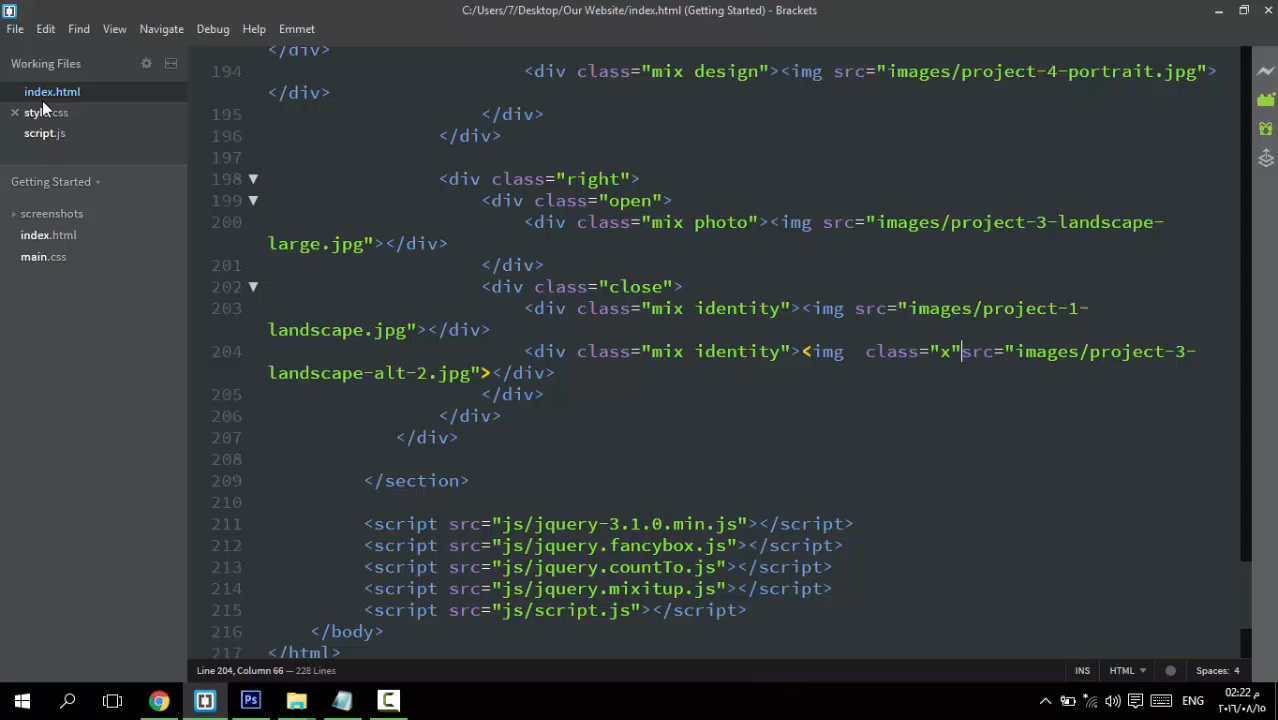 C:/Users/7/Desktop/Our Website/index.html (Getting Started) - Brackets
File Edit Find View Navigate Debug Help Emmet
Working Files
index.html
style.css
script.js
Getting Started
screenshots
index.html
main.css
</div>
194 <div class="mix design"><img src="images/project-4-portrait.jpg">
</div>
195 </div>
196 </div>
197
198 <div class="right">
199 <div class="open">
200 <div class="mix photo"><img src="images/project-3-landscape-
large.jpg"></div>
201 </div>
202 <div class="close">
203 <div class="mix identity"><img src="images/project-1-
landscape.jpg"></div>
204 <div class="mix identity"><img  class="x"src="images/project-3-
landscape-alt-2.jpg"></div>
205 </div>
206 </div>
207 </div>
208
209 </section>
210
211 <script src="js/jquery-3.1.0.min.js"></script>
212 <script src="js/jquery.fancybox.js"></script>
213 <script src="js/jquery.countTo.js"></script>
214 <script src="js/jquery.mixitup.js"></script>
215 <script src="js/script.js"></script>
216 </body>
217 </html>
Line 204, Column 66 — 228 Lines
INS HTML Spaces: 4
ENG
02:22 م
٢٠١٦/٠٨/١٥